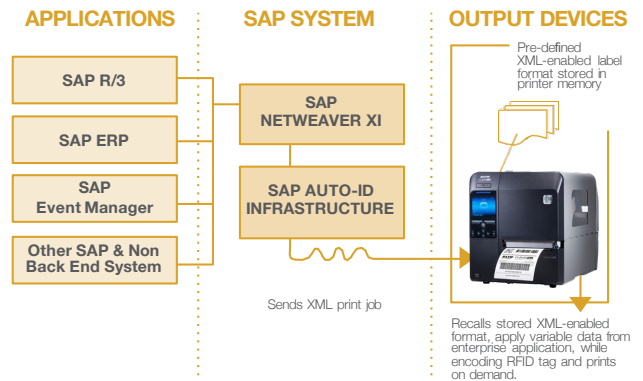 APPLICATIONS
SAP R/3
SAP ERP
SAP
Event Manager
Other SAP & Non
Back End System
SAP SYSTEM
SAP
NETWEAVER XI
SAP AUTO-ID
INFRASTRUCTURE
Sends XML print job
OUTPUT DEVICES
Pre-defined
XML-enabled label
format stored in
printer memory
Recalls stored XML-enabled
format, apply variable data from
enterprise application, while
encoding RFID tag and prints
on demand.